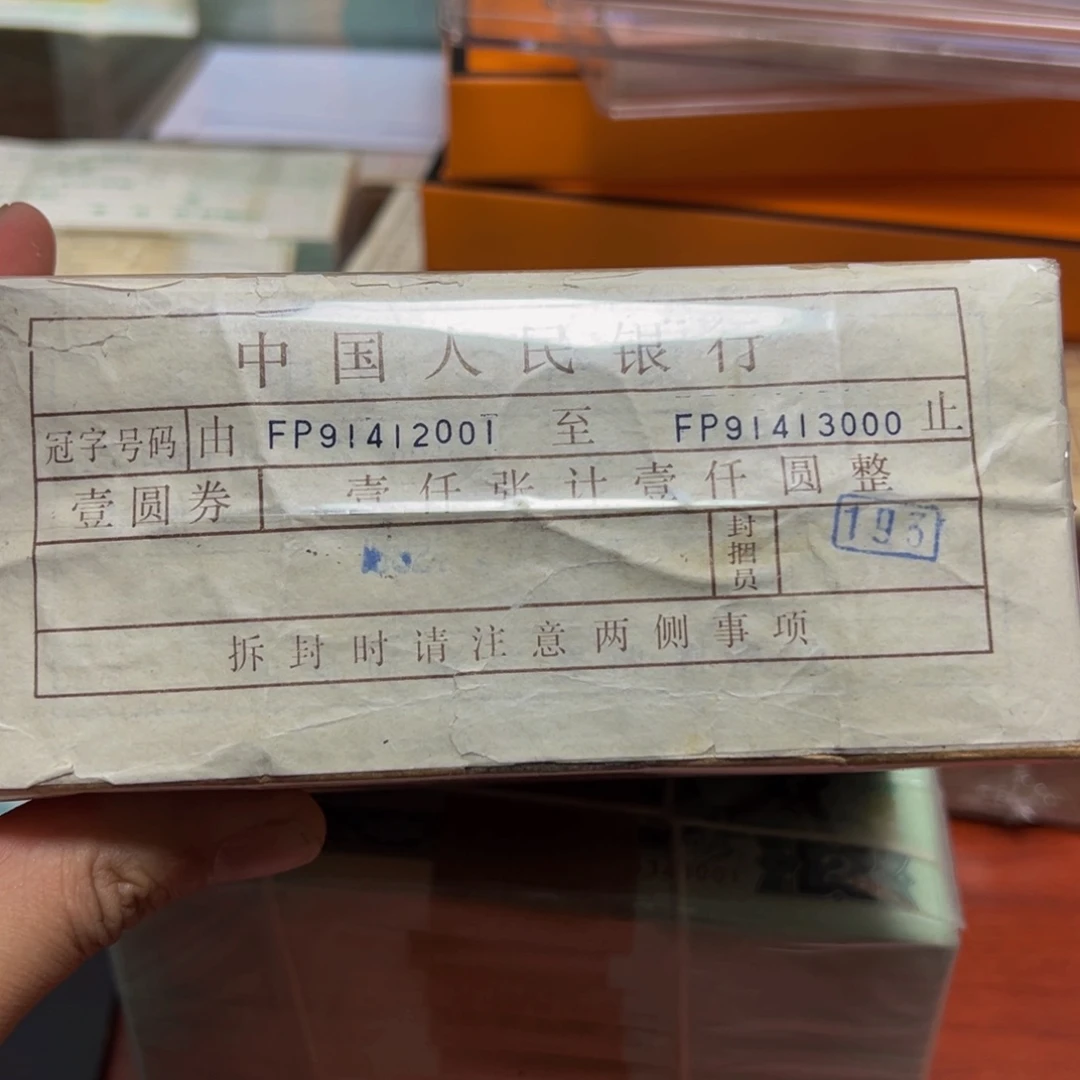 中国人民银行
冠字号码 由 FP91412001 至 FP91413000 止
壹圆券 壹仟张计壹仟圆整
封捆员 193
拆封时请注意两侧事项